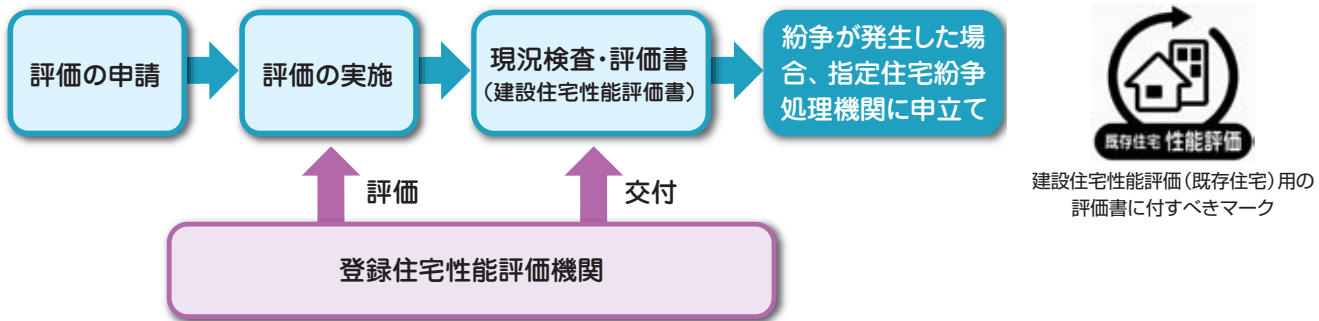 評価の申請
評価の実施
現況検査・評価書
（建設住宅性能評価書）
紛争が発生した場
合、指定住宅紛争
処理機関に申立て
評価
交付
登録住宅性能評価機関
既存住宅 性能評価
建設住宅性能評価（既存住宅）用の
評価書に付すべきマーク